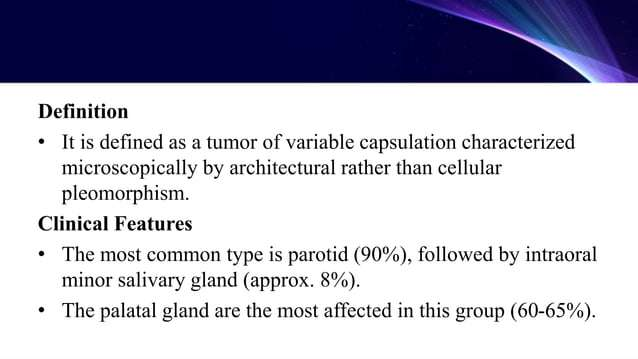 Definition
• It is defined as a tumor of variable capsulation characterized
microscopically by architectural rather than cellular
pleomorphism.
Clinical Features
• The most common type is parotid (90%), followed by intraoral
minor salivary gland (approx. 8%).
• The palatal gland are the most affected in this group (60-65%).